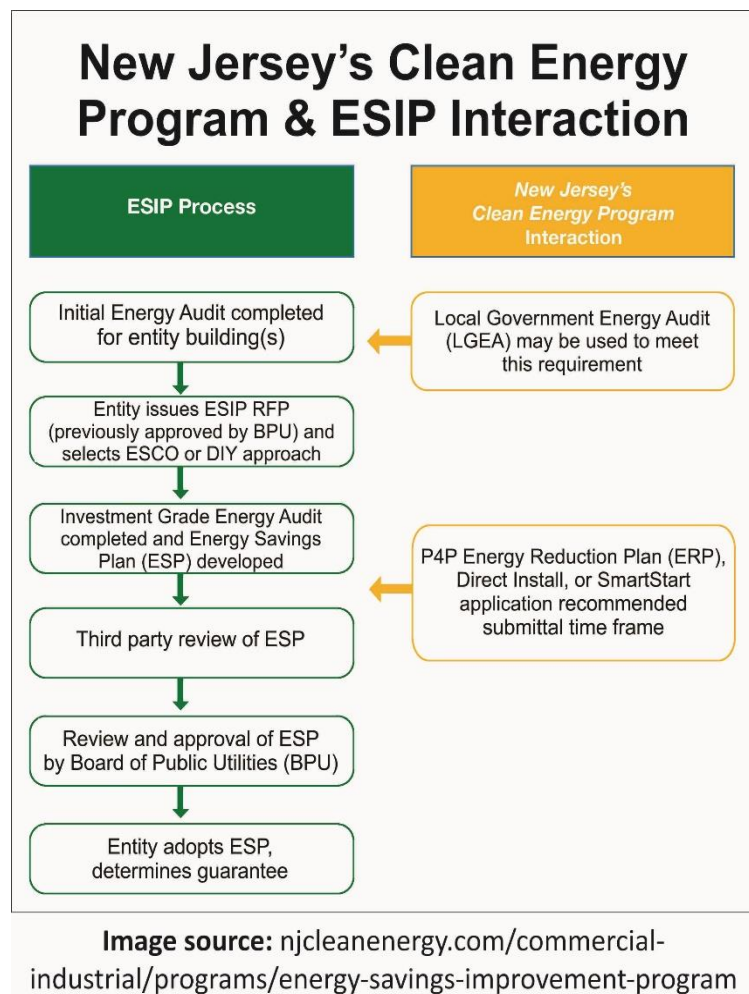 New Jersey’s Clean Energy
Program & ESIP Interaction
ESIP Process
New Jersey’s
Clean Energy Program
Interaction
Initial Energy Audit completed
for entity building(s)
Local Government Energy Audit
(LGEA) may be used to meet
this requirement
Entity issues ESIP RFP
(previously approved by BPU) and
selects ESCO or DIY approach
Investment Grade Energy Audit
completed and Energy Savings
Plan (ESP) developed
P4P Energy Reduction Plan (ERP),
Direct Install, or SmartStart
application recommended
submittal time frame
Third party review of ESP
Review and approval of ESP
by Board of Public Utilities (BPU)
Entity adopts ESP,
determines guarantee
Image source: njcleanenergy.com/commercial-
industrial/programs/energy-savings-improvement-program